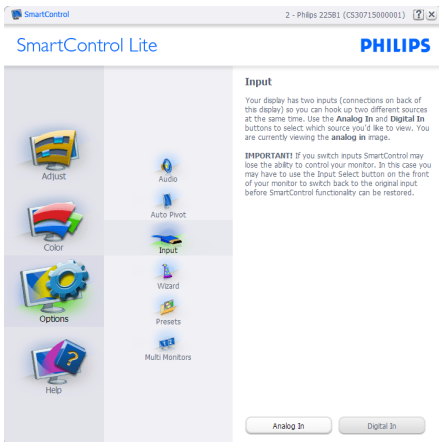 SmartControl
2 - Philips 225B1 (CS30715000001) ? X
SmartControl Lite
PHILIPS
Adjust
Color
Options
Help
Audio
Auto Pivot
Input
Wizard
Presets
Multi Monitors
Input
Your display has two inputs (connections on back of
this display) so you can hook up two different sources
at the same time. Use the Analog In and Digital In
buttons to select which source you'd like to view. You
are currently viewing the analog in image.
IMPORTANT! If you switch inputs SmartControl may
lose the ability to control your monitor. In this case you
may have to use the Input Select button on the front
of your monitor to switch back to the original input
before SmartControl functionality can be restored.
Analog In
Digital In